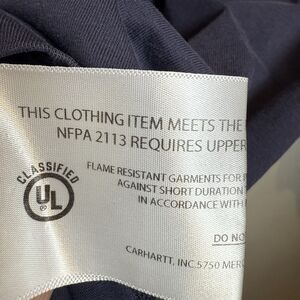 THIS CLOTHING ITEM MEETS THE
NFPA 2113 REQUIRES UPPER
CLASSIFIED
UL
FLAME RESISTANT GARMENTS FOR
AGAINST SHORT DURATION
IN ACCORDANCE WITH
DO NO
CARHARTT, INC.5750 MERC